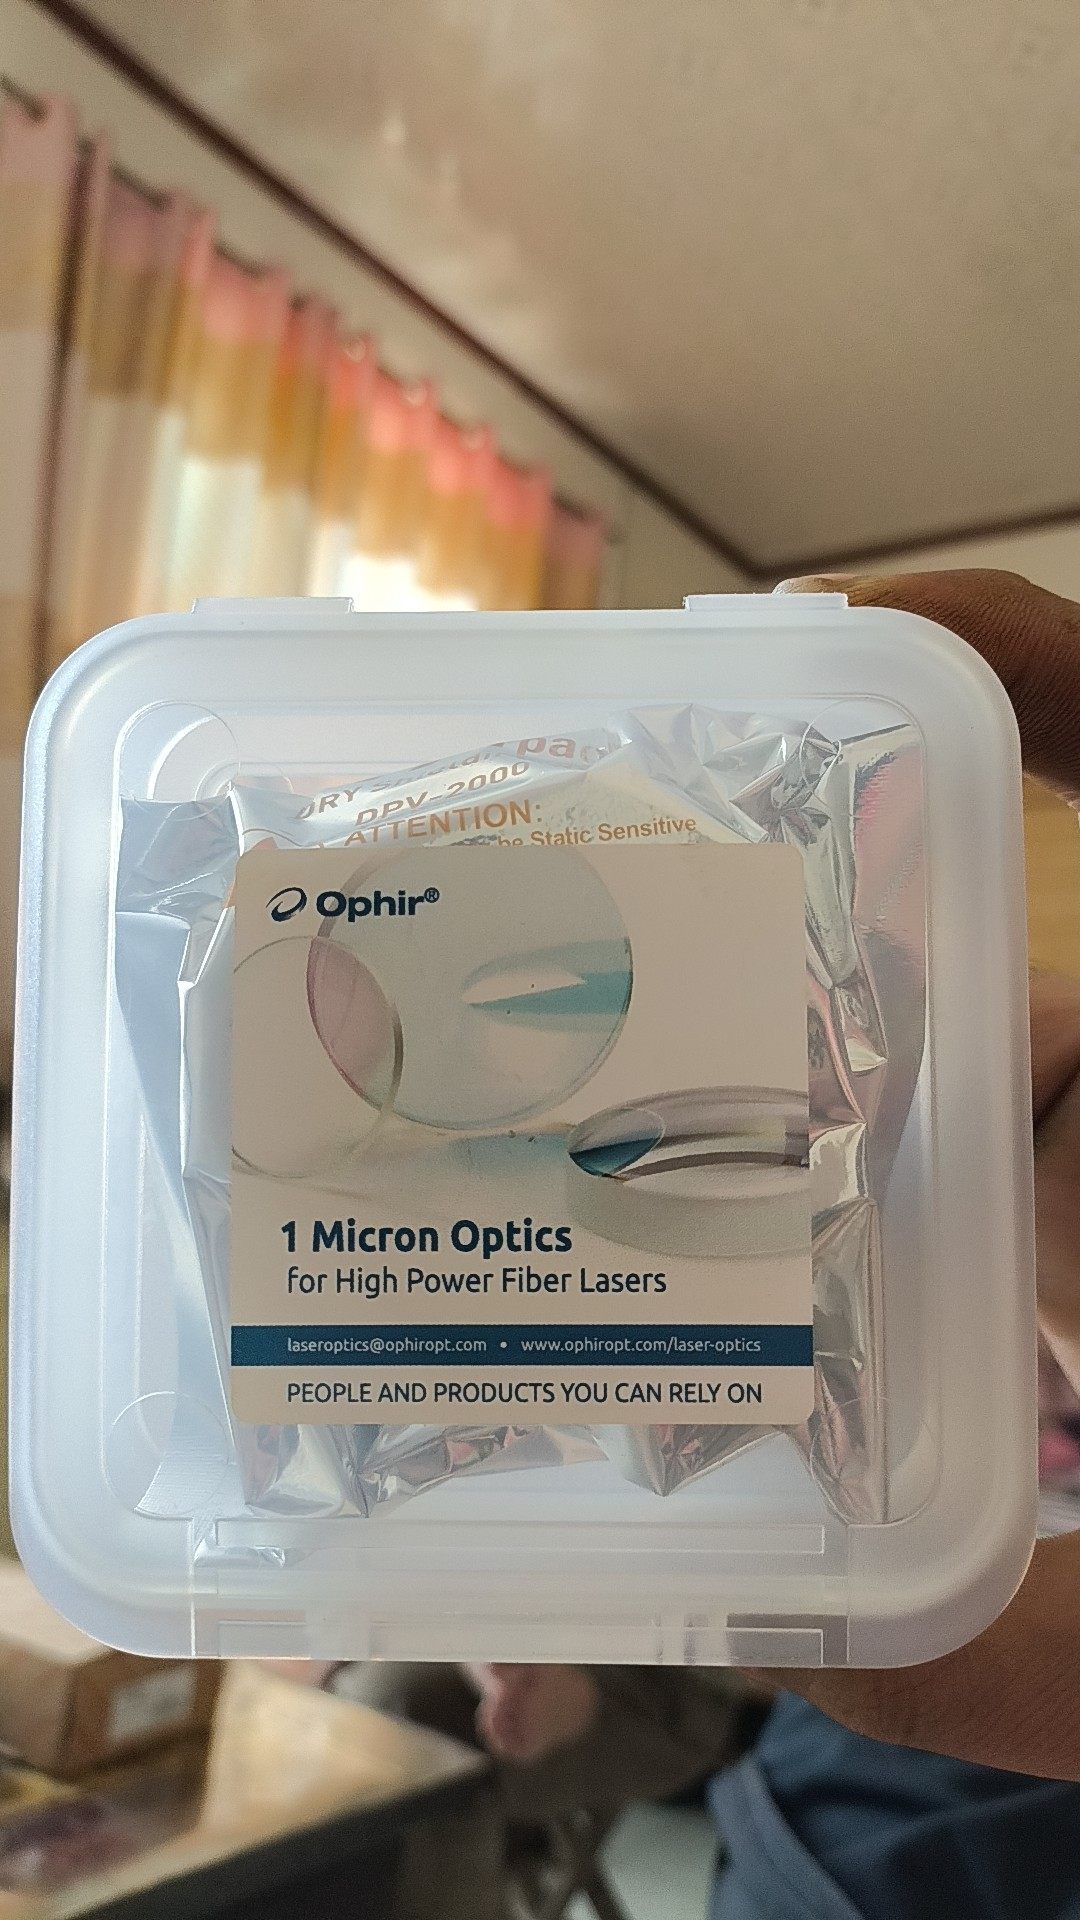 DPV-2000
ATTENTION:
be Static Sensitive
Ophir®
1 Micron Optics
for High Power Fiber Lasers
laseroptics@ophiropt.com • www.ophiropt.com/laser-optics
PEOPLE AND PRODUCTS YOU CAN RELY ON